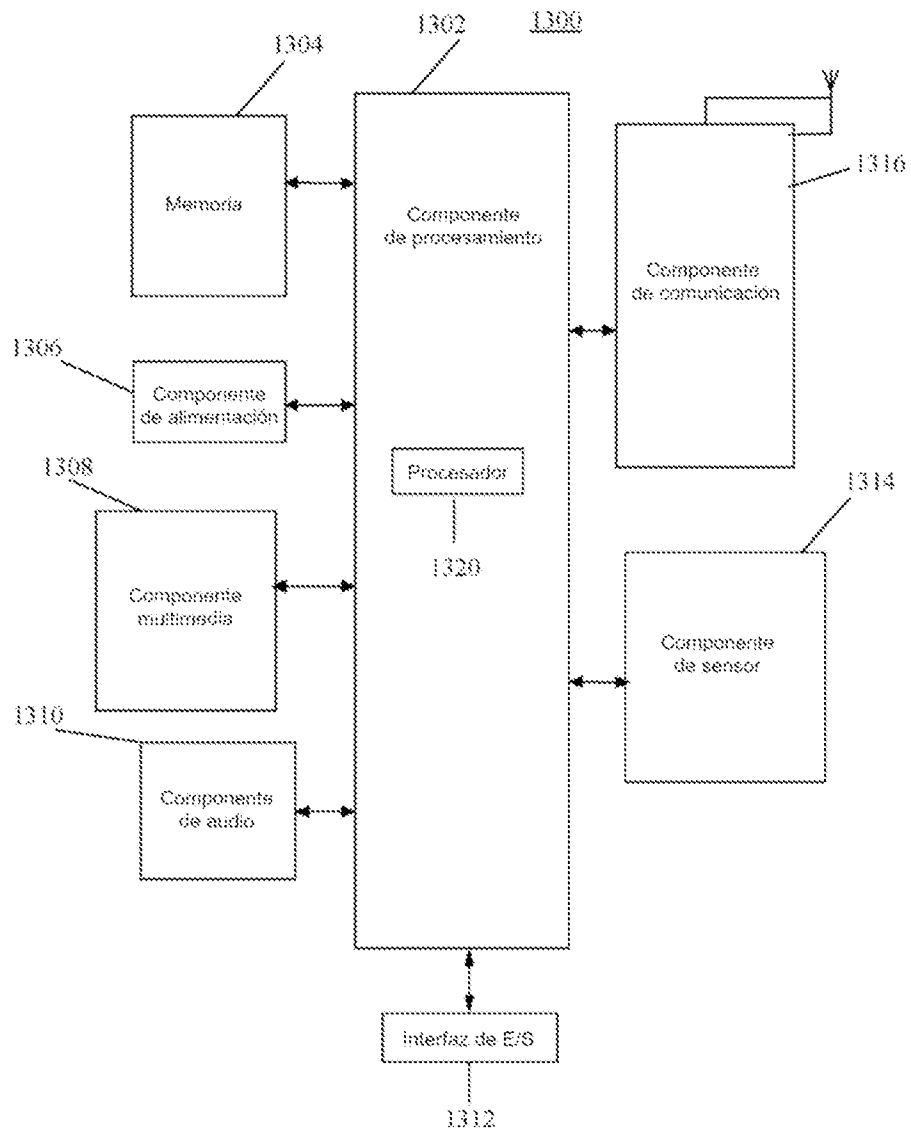 1300
1302
1304
Memoria
Componente
de procesamiento
1316
Componente
de comunicación
1306
Componente
de alimentación
1308
Procesador
1320
1314
Componente
multimedia
Componente
de sensor
1310
Componente
de audio
Interfaz de E/S
1312